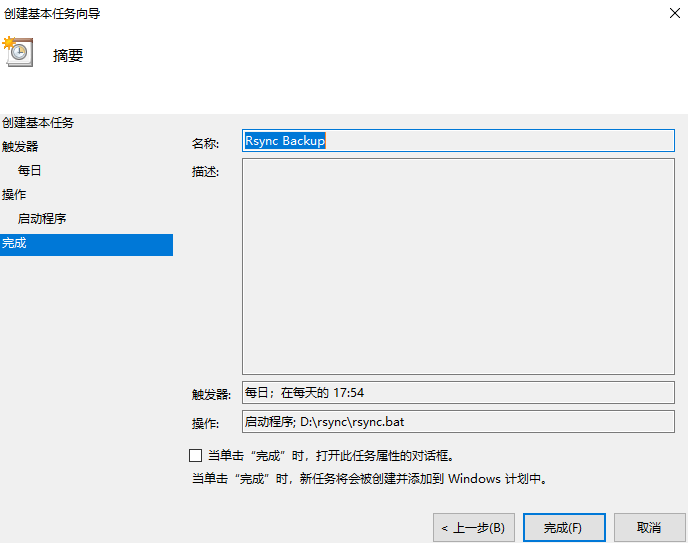 创建基本任务向导
摘要
创建基本任务
触发器
每日
操作
启动程序
完成
名称: Rsync Backup
描述:
触发器: 每日；在每天的 17:54
操作: 启动程序; D:\rsync\rsync.bat
当单击“完成”时，打开此任务属性的对话框。
当单击“完成”时，新任务将会被创建并添加到 Windows 计划中。
< 上一步(B) 完成(F) 取消